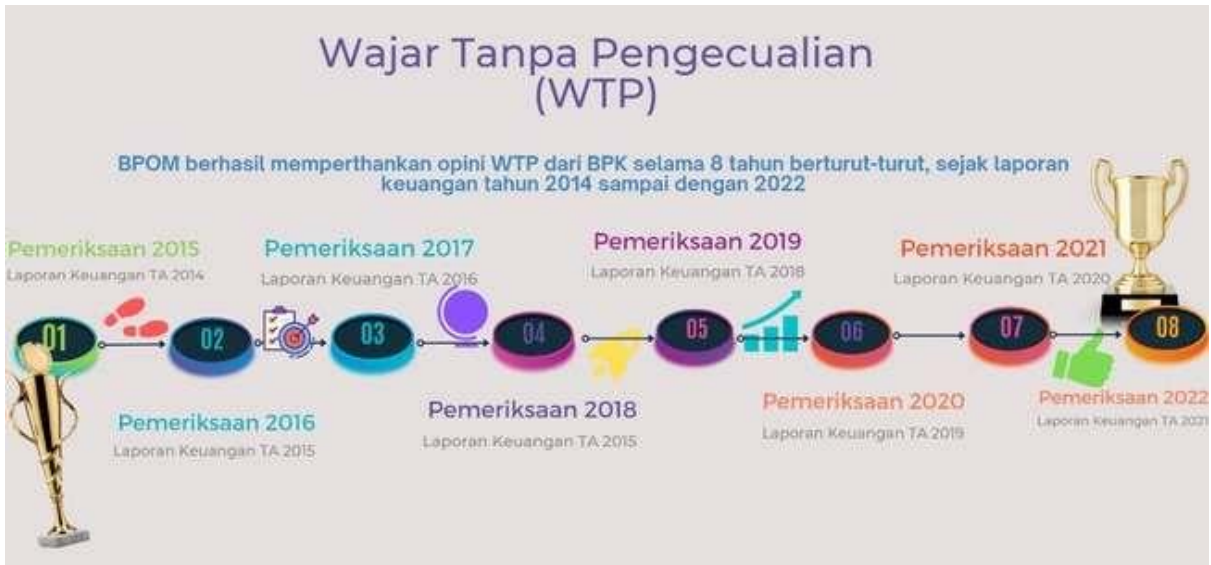 Wajar Tanpa Pengecualian
(WTP)
BPOM berhasil memperthankan opini WTP dari BPK selama 8 tahun berturut-turut, sejak laporan
keuangan tahun 2014 sampai dengan 2022
Pemeriksaan 2015
Laporan Keuangan TA 2014
Pemeriksaan 2017
Laporan Keuangan TA 2016
Pemeriksaan 2019
Laporan Keuangan TA 2018
Pemeriksaan 2021
Laporan Keuangan TA 2020
01
02
03
04
05
06
07
08
Pemeriksaan 2016
Laporan Keuangan TA 2015
Pemeriksaan 2018
Laporan Keuangan TA 2015
Pemeriksaan 2020
Laporan Keuangan TA 2019
Pemeriksaan 2022
Laporan Keuangan TA 2021